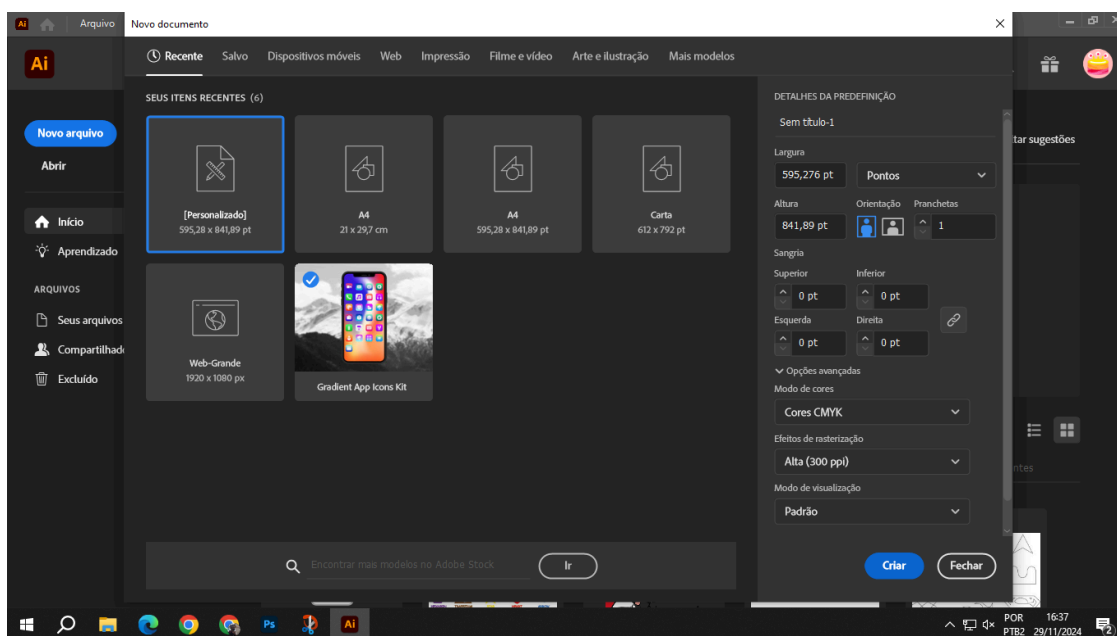 Ai
Arquivo
Novo documento
Ai
Recente
Salvo
Dispositivos móveis
Web
Impressão
Filme e vídeo
Arte e ilustração
Mais modelos
SEUS ITENS RECENTES (6)
DETALHES DA PREDEFINIÇÃO
Sem título-1
Novo arquivo
Abrir
Início
Aprendizado
ARQUIVOS
Seus arquivos
Compartilhado
Excluído
[Personalizado]
595,28 x 841,89 pt
A4
21 x 29,7 cm
A4
595,28 x 841,89 pt
Carta
612 x 792 pt
Web-Grande
1920 x 1080 px
Gradient App Icons Kit
Largura
595,276 pt
Pontos
Altura
Orientação
Pranchetas
841,89 pt
1
Sangria
Superior
Inferior
0 pt
0 pt
Esquerda
Direita
0 pt
0 pt
Opções avançadas
Modo de cores
Cores CMYK
Efeitos de rasterização
Alta (300 ppi)
Modo de visualização
Padrão
tar sugestões
ntes
Encontrar mais modelos no Adobe Stock
Ir
Criar
Fechar
Ps
Ai
POR
PTB2
16:37
29/11/2024
2